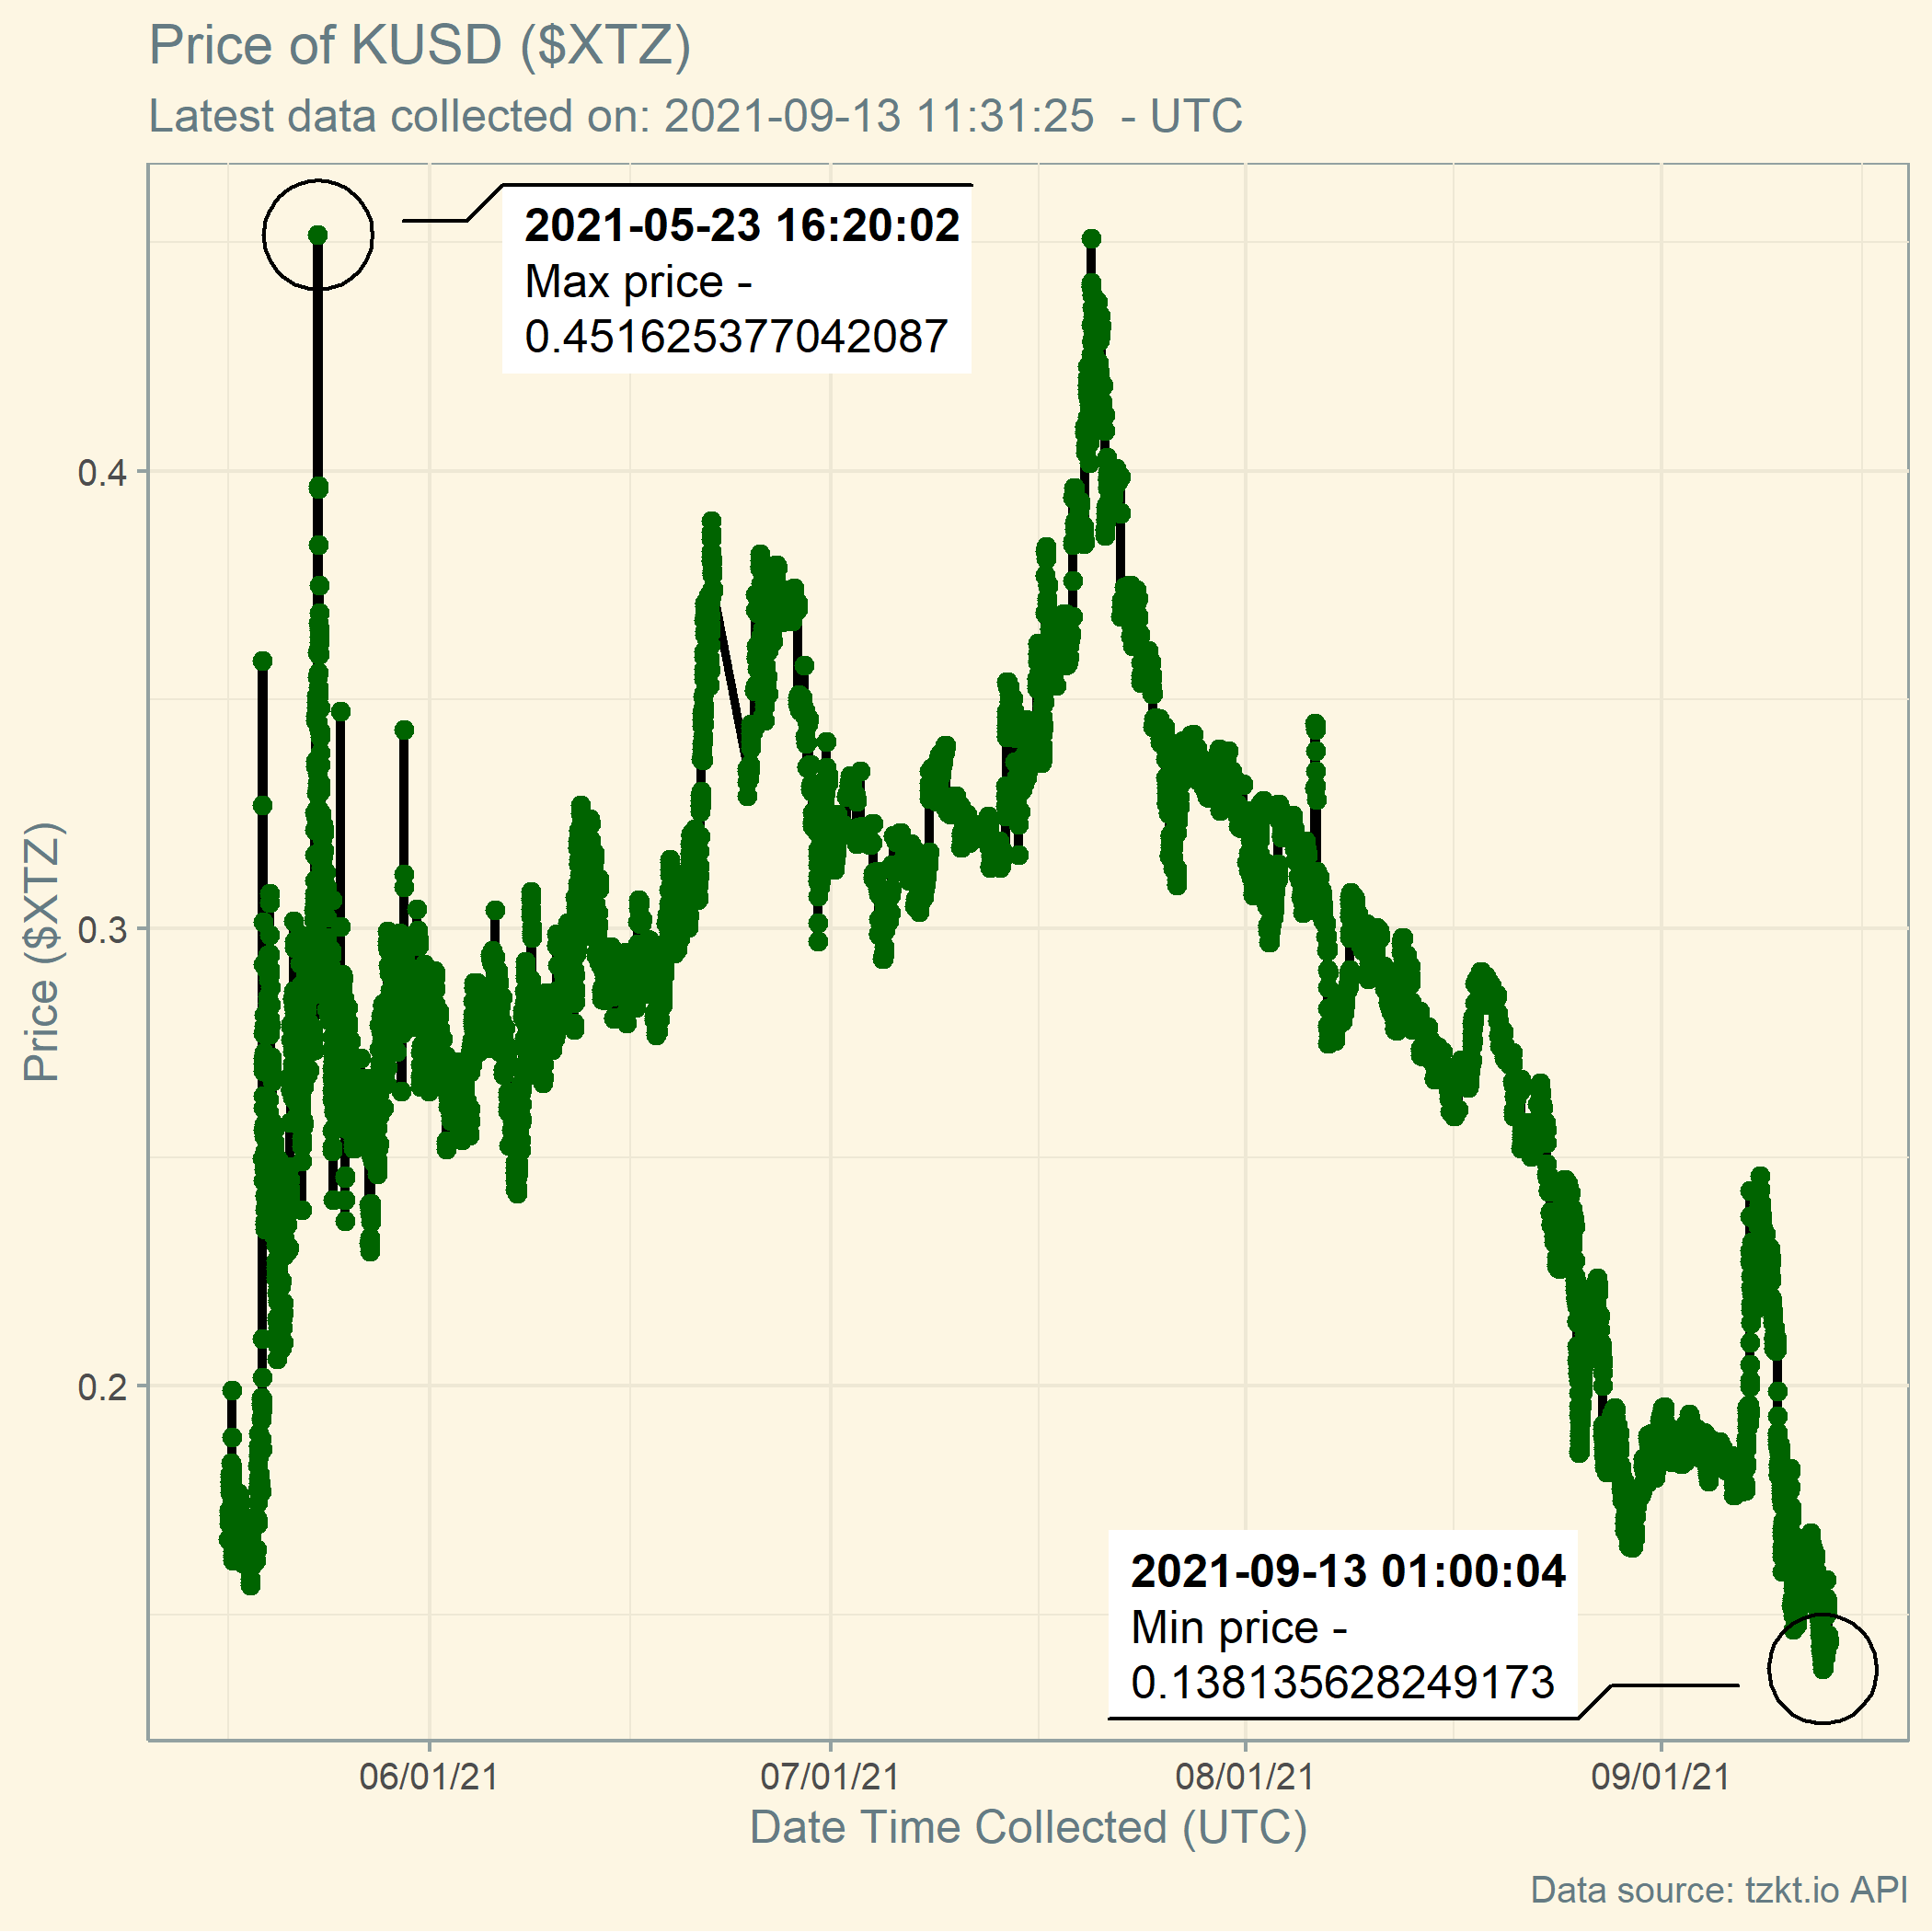 Price of KUSD ($XTZ)
Latest data collected on: 2021-09-13 11:31:25  - UTC
2021-05-23 16:20:02
Max price -
0.451625377042087
0.4
0.3
0.2
Price ($XTZ)
2021-09-13 01:00:04
Min price -
0.138135628249173
06/01/21
07/01/21
08/01/21
09/01/21
Date Time Collected (UTC)
Data source: tzkt.io API